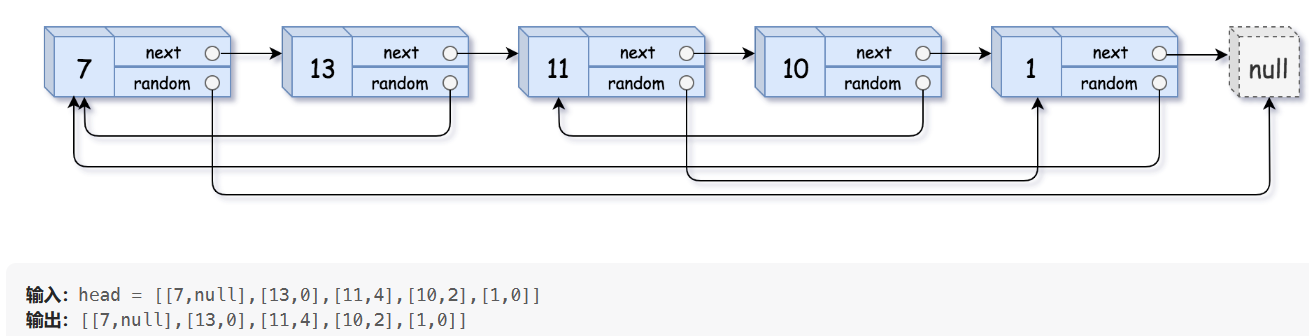 next next next next next
7 13 11 10 1 null
random random random random random
输入: head = [[7,null],[13,0],[11,4],[10,2],[1,0]]
输出: [[7,null],[13,0],[11,4],[10,2],[1,0]]